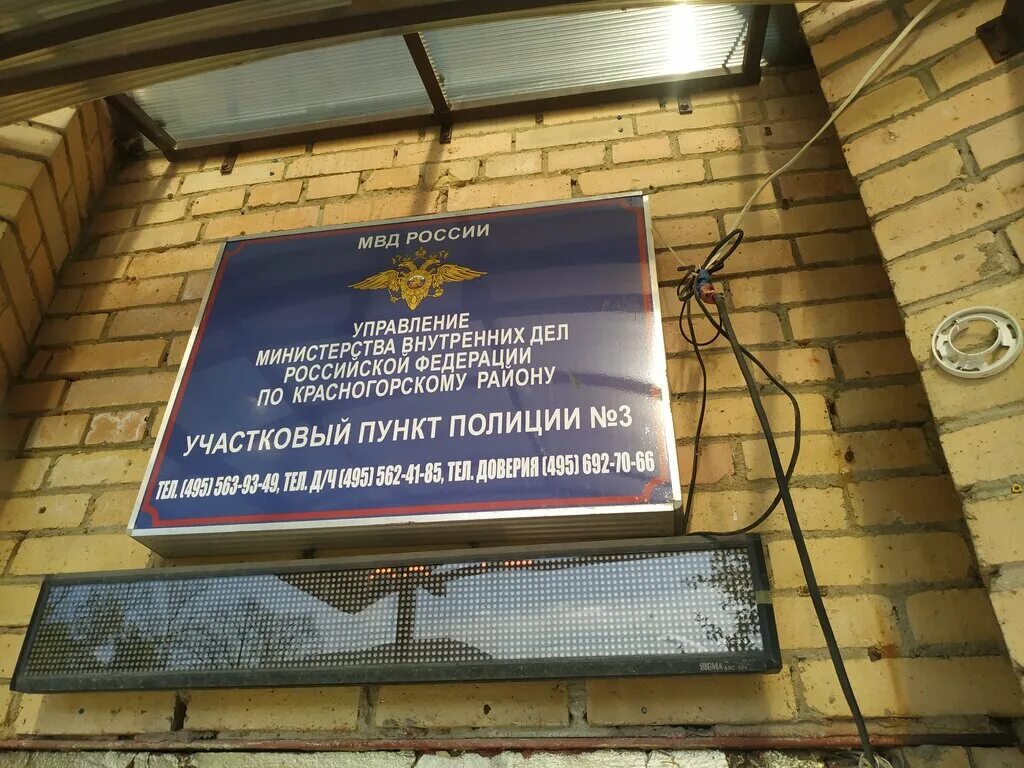 МВД РОССИИ
УПРАВЛЕНИЕ
МИНИСТЕРСТВА ВНУТРЕННИХ ДЕЛ
РОССИЙСКОЙ ФЕДЕРАЦИИ
ПО КРАСНОГОРСКОМУ РАЙОНУ
УЧАСТКОВЫЙ ПУНКТ ПОЛИЦИИ №3
ТЕЛ. (495) 563-93-49, ТЕЛ. Д/Ч (495) 562-41-85, ТЕЛ. ДОВЕРИЯ (495) 692-70-66
SIGMA